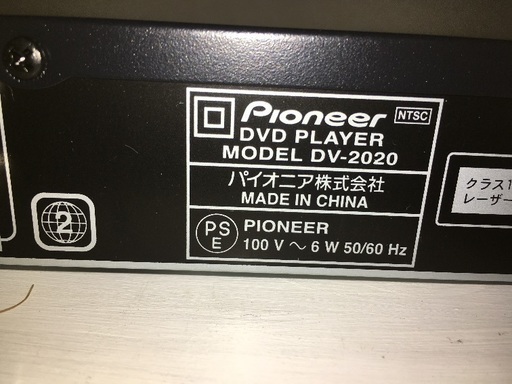 Pioneer NTSC
DVD PLAYER
MODEL DV-2020
パイオニア株式会社
MADE IN CHINA
PS
E
PIONEER
100 V ～ 6 W 50/60 Hz
2
クラス1
レーザー